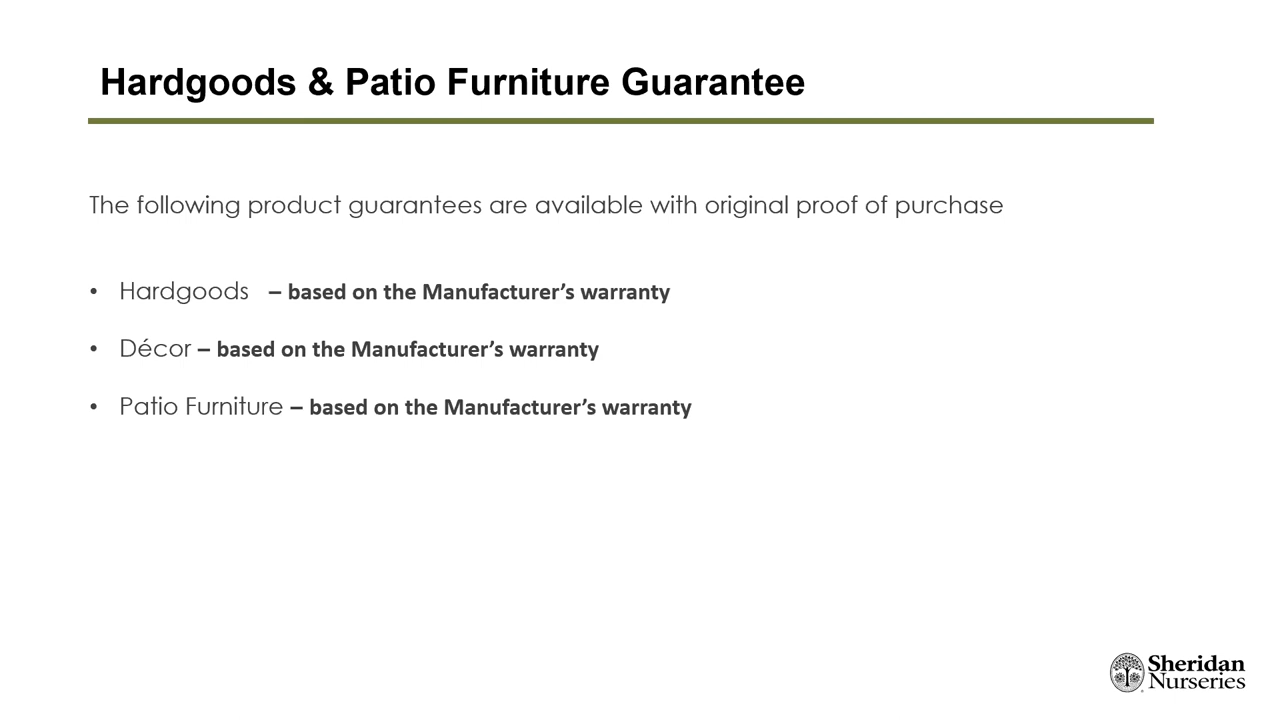 Hardgoods & Patio Furniture Guarantee
The following product guarantees are available with original proof of purchase
• Hardgoods – based on the Manufacturer’s warranty
• Décor – based on the Manufacturer’s warranty
• Patio Furniture – based on the Manufacturer’s warranty
Sheridan
Nurseries